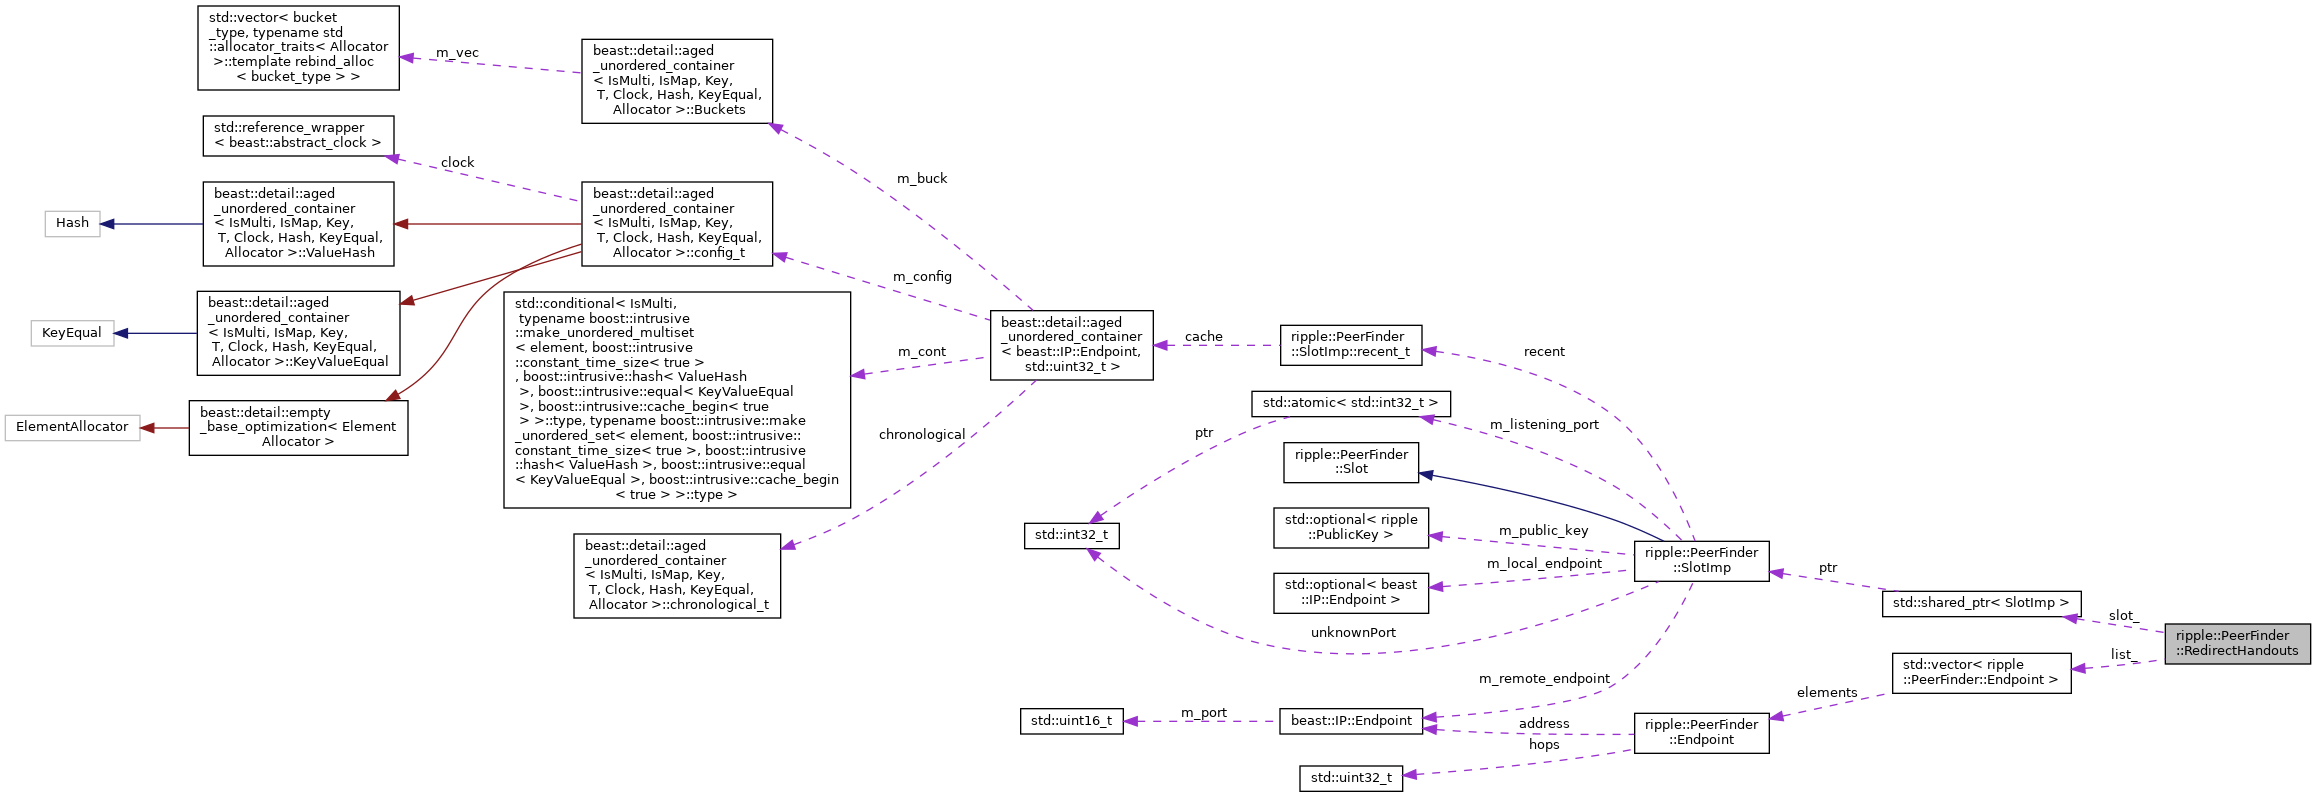 std::vector< bucket
_type, typename std
::allocator_traits< Allocator
>::template rebind_alloc
< bucket_type > >
m_vec
beast::detail::aged
_unordered_container
< IsMulti, IsMap, Key,
T, Clock, Hash, KeyEqual,
Allocator >::Buckets
std::reference_wrapper
< beast::abstract_clock >
clock
m_buck
Hash
beast::detail::aged
_unordered_container
< IsMulti, IsMap, Key,
T, Clock, Hash, KeyEqual,
Allocator >::ValueHash
beast::detail::aged
_unordered_container
< IsMulti, IsMap, Key,
T, Clock, Hash, KeyEqual,
Allocator >::config_t
m_config
KeyEqual
beast::detail::aged
_unordered_container
< IsMulti, IsMap, Key,
T, Clock, Hash, KeyEqual,
Allocator >::KeyValueEqual
std::conditional< IsMulti,
typename boost::intrusive
::make_unordered_multiset
< element, boost::intrusive
::constant_time_size< true >
, boost::intrusive::hash< ValueHash
>, boost::intrusive::equal< KeyValueEqual
>, boost::intrusive::cache_begin< true
> >::type, typename boost::intrusive::make
_unordered_set< element, boost::intrusive::
constant_time_size< true >, boost::intrusive
::hash< ValueHash >, boost::intrusive::equal
< KeyValueEqual >, boost::intrusive::cache_begin
< true > >::type >
m_cont
beast::detail::aged
_unordered_container
< beast::IP::Endpoint,
std::uint32_t >
cache
ripple::PeerFinder
::SlotImp::recent_t
recent
ElementAllocator
beast::detail::empty
_base_optimization< Element
Allocator >
chronological
beast::detail::aged
_unordered_container
< IsMulti, IsMap, Key,
T, Clock, Hash, KeyEqual,
Allocator >::chronological_t
std::atomic< std::int32_t >
m_listening_port
ptr
ripple::PeerFinder
::Slot
std::int32_t
std::optional< ripple
::PublicKey >
m_public_key
std::optional< beast
::IP::Endpoint >
m_local_endpoint
ripple::PeerFinder
::SlotImp
ptr
std::shared_ptr< SlotImp >
slot_
ripple::PeerFinder
::RedirectHandouts
unknownPort
list_
std::vector< ripple
::PeerFinder::Endpoint >
m_remote_endpoint
elements
std::uint16_t
m_port
beast::IP::Endpoint
address
ripple::PeerFinder
::Endpoint
hops
std::uint32_t